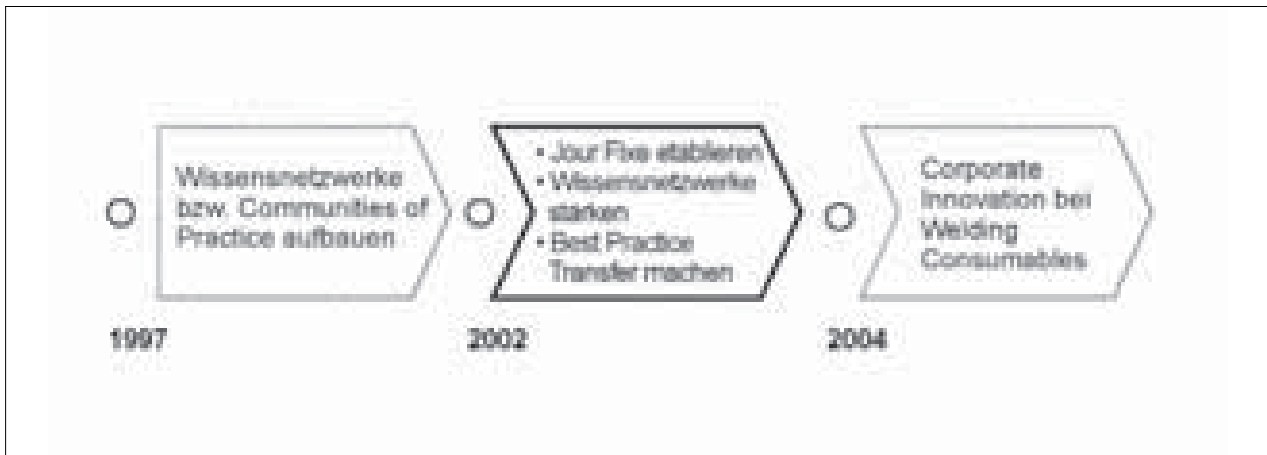 Wissensnetzwerke
bzw. Communities of
Practice aufbauen
• Jour Fixe etablieren
• Wissensnetzwerke
stärken
• Best Practice
Transfer machen
Corporate
Innovation bei
Welding
Consumables
1997
2002
2004